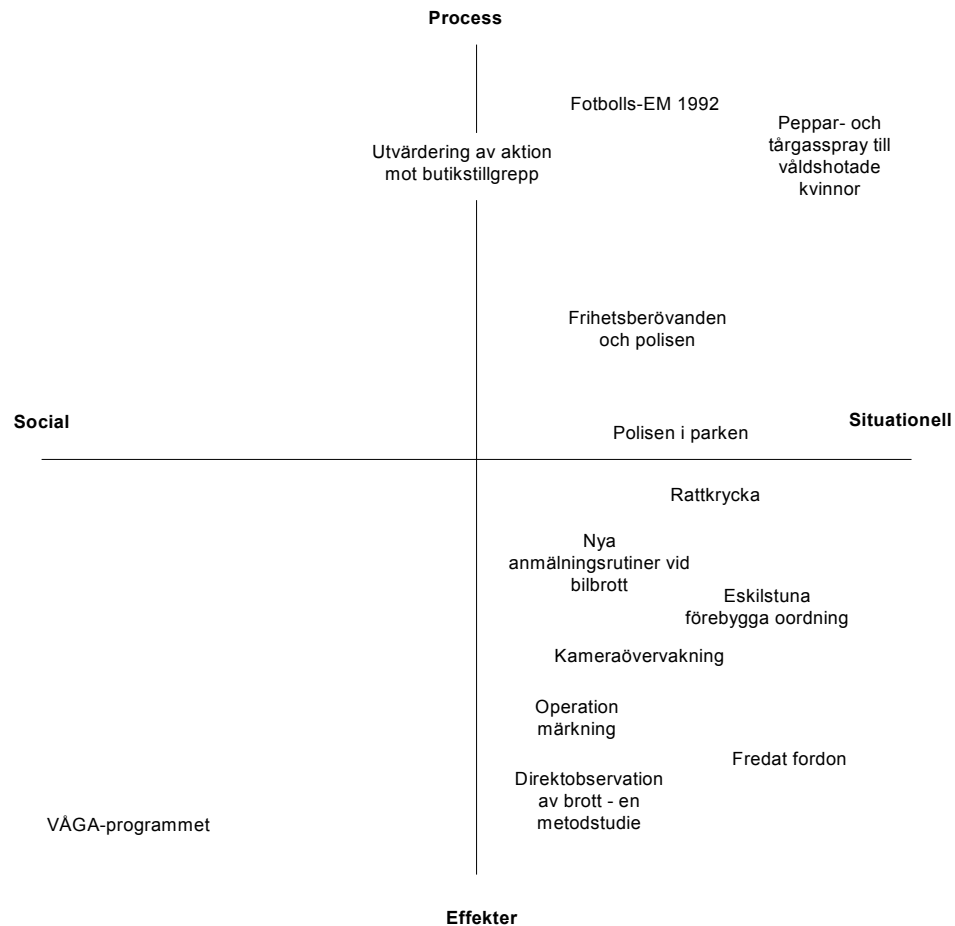 Process
Fotbolls-EM 1992
Peppar- och
tårgasspray till
våldshotade
kvinnor
Utvärdering av aktion
mot butikstillgrepp
Frihetsberövanden
och polisen
Social
Situationell
Polisen i parken
Rattkrycka
Nya
anmälningsrutiner vid
bilbrott
Eskilstuna
förebygga oordning
Kameraövervakning
Operation
märkning
Fredat fordon
Direktobservation
av brott - en
metodstudie
VÅGA-programmet
Effekter